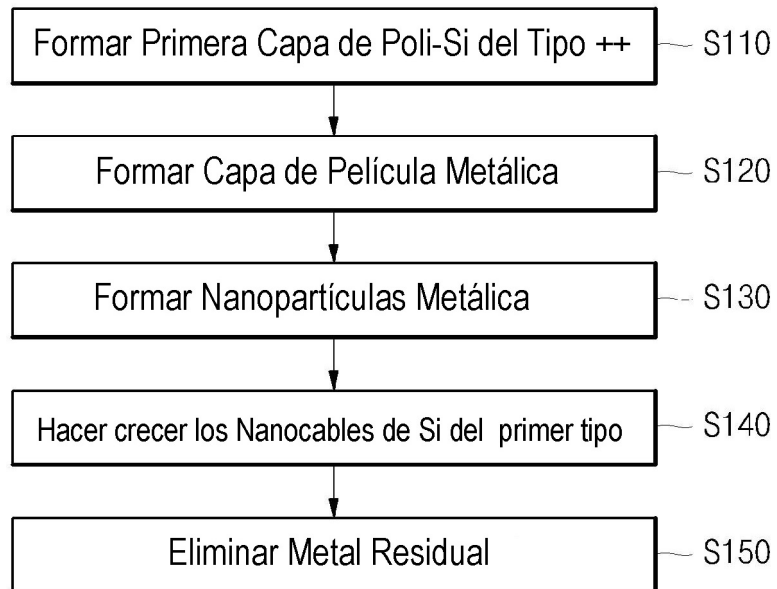 Formar Primera Capa de Poli-Si del Tipo ++ S110
Formar Capa de Película Metálica S120
Formar Nanopartículas Metálica S130
Hacer crecer los Nanocables de Si del primer tipo S140
Eliminar Metal Residual S150